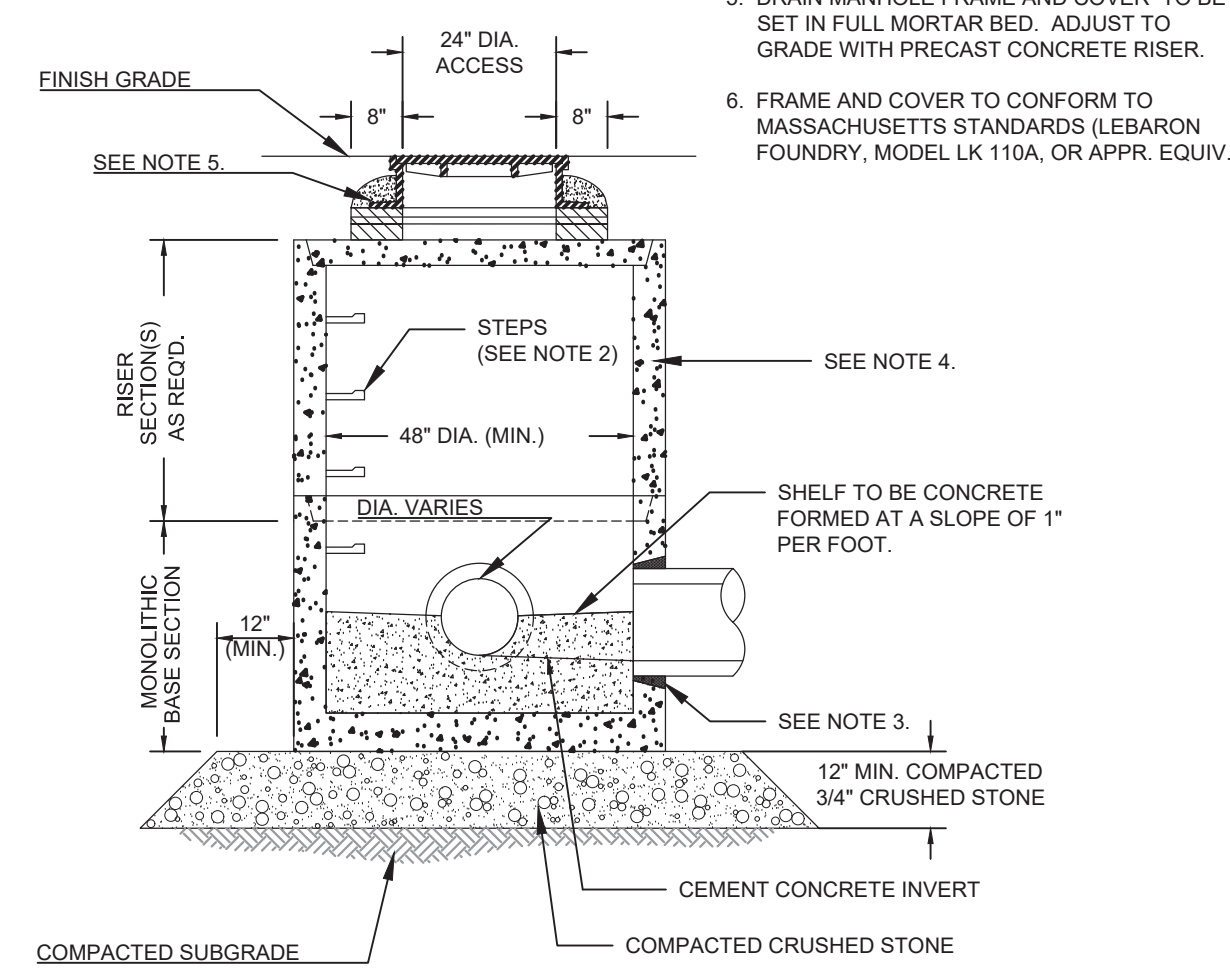 5. DRAIN MANHOLE FRAME AND COVER TO BE
SET IN FULL MORTAR BED. ADJUST TO
GRADE WITH PRECAST CONCRETE RISER.
6. FRAME AND COVER TO CONFORM TO
MASSACHUSETTS STANDARDS (LEBARON
FOUNDRY, MODEL LK 110A, OR APPR. EQUIV.
24" DIA.
ACCESS
FINISH GRADE
8"
8"
SEE NOTE 5.
STEPS
(SEE NOTE 2)
SEE NOTE 4.
RISER
SECTION(S)
AS REQ'D.
48" DIA. (MIN.)
DIA. VARIES
SHELF TO BE CONCRETE
FORMED AT A SLOPE OF 1"
PER FOOT.
MONOLITHIC
BASE SECTION
12"
(MIN.)
SEE NOTE 3.
12" MIN. COMPACTED
3/4" CRUSHED STONE
CEMENT CONCRETE INVERT
COMPACTED SUBGRADE
COMPACTED CRUSHED STONE